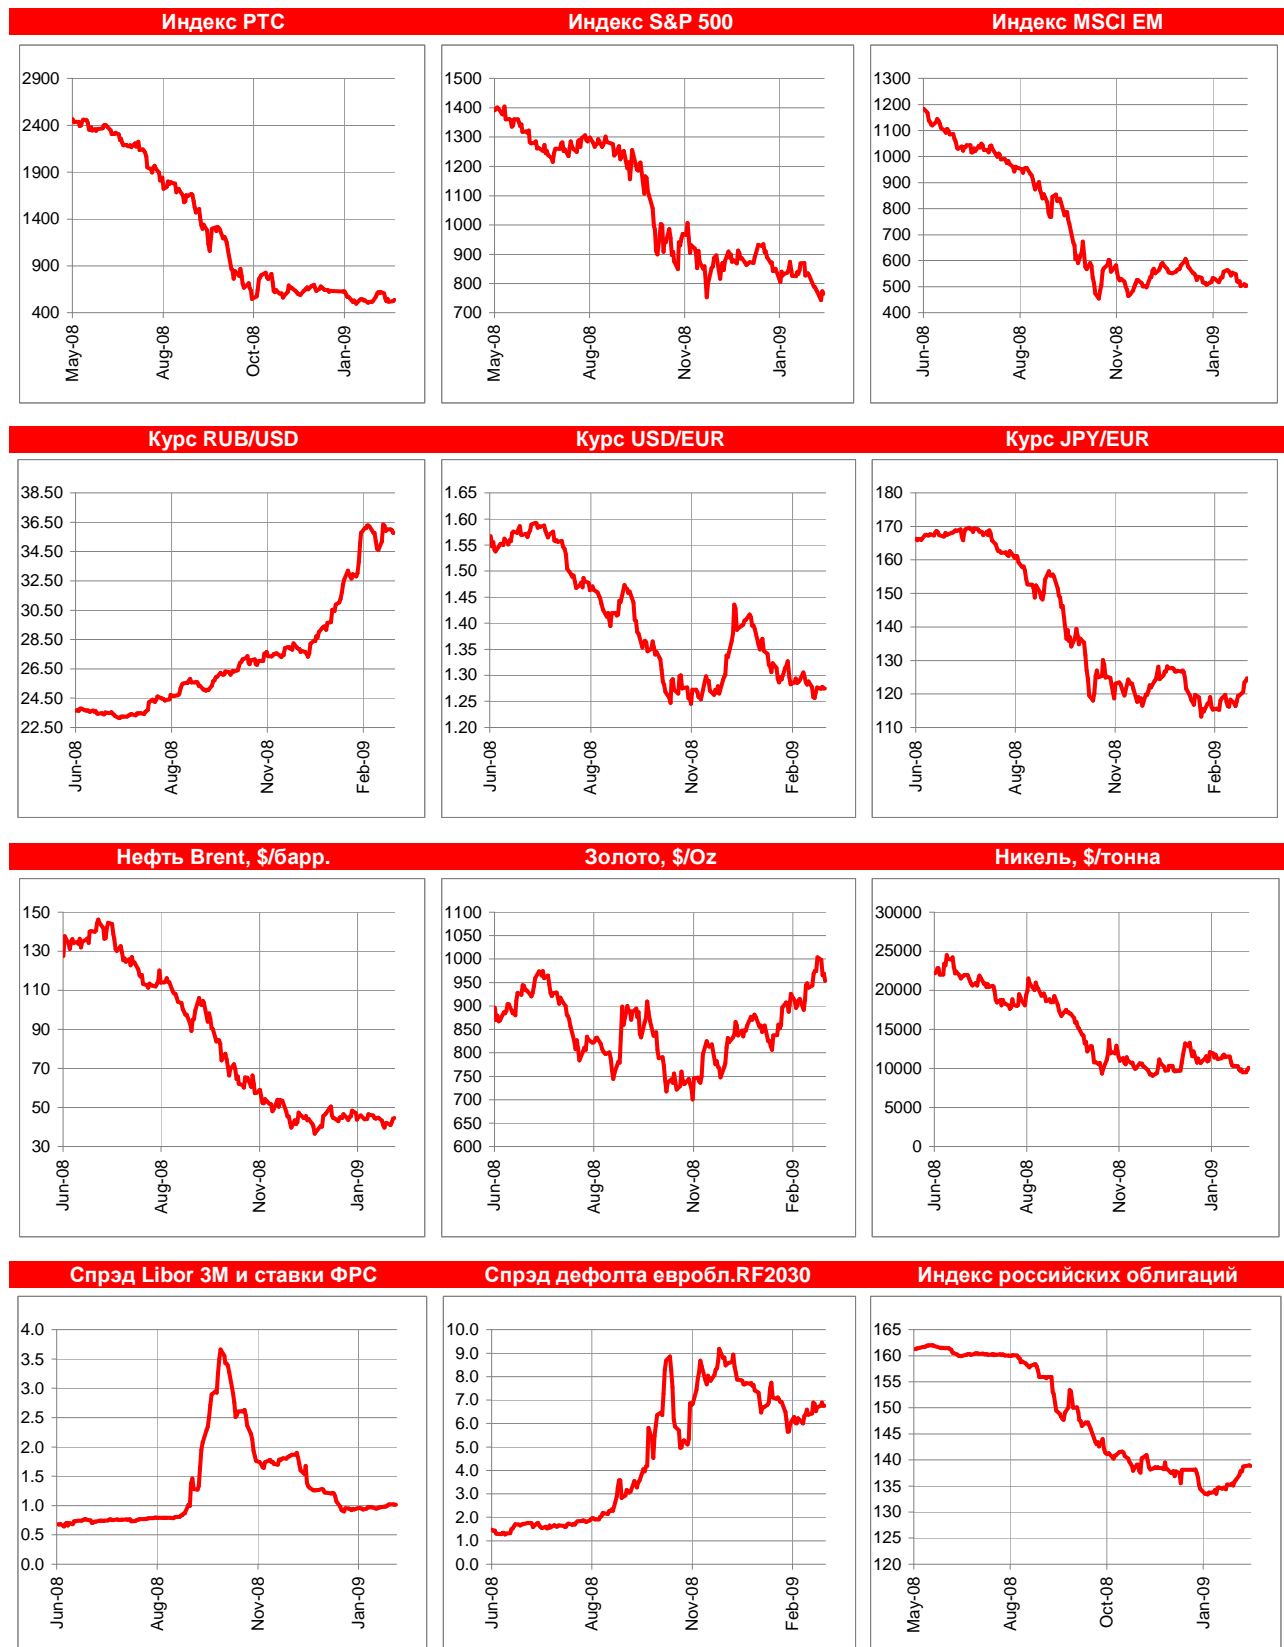 Индекс РТС
Индекс S&P 500
Индекс MSCI EM
2900
2400
1900
1400
900
400
May-08
Aug-08
Oct-08
Jan-09
1500
1400
1300
1200
1100
1000
900
800
700
May-08
Aug-08
Nov-08
Jan-09
1300
1200
1100
1000
900
800
700
600
500
400
Jun-08
Aug-08
Nov-08
Jan-09
Курс RUB/USD
Курс USD/EUR
Курс JPY/EUR
38.50
36.50
34.50
32.50
30.50
28.50
26.50
24.50
22.50
Jun-08
Aug-08
Nov-08
Feb-09
1.65
1.60
1.55
1.50
1.45
1.40
1.35
1.30
1.25
1.20
Jun-08
Aug-08
Nov-08
Feb-09
180
170
160
150
140
130
120
110
Jun-08
Aug-08
Nov-08
Feb-09
Нефть Brent, $/барр.
Золото, $/Oz
Никель, $/тонна
150
130
110
90
70
50
30
Jun-08
Aug-08
Nov-08
Jan-09
1100
1050
1000
950
900
850
800
750
700
650
600
Jun-08
Aug-08
Nov-08
Feb-09
30000
25000
20000
15000
10000
5000
0
Jun-08
Aug-08
Nov-08
Jan-09
Спрэд Libor 3M и ставки ФРС
Спрэд дефолта евробл.RF2030
Индекс российских облигаций
4.0
3.5
3.0
2.5
2.0
1.5
1.0
0.5
0.0
Jun-08
Aug-08
Nov-08
Jan-09
10.0
9.0
8.0
7.0
6.0
5.0
4.0
3.0
2.0
1.0
0.0
Jun-08
Aug-08
Nov-08
Feb-09
165
160
155
150
145
140
135
130
125
120
May-08
Aug-08
Oct-08
Jan-09